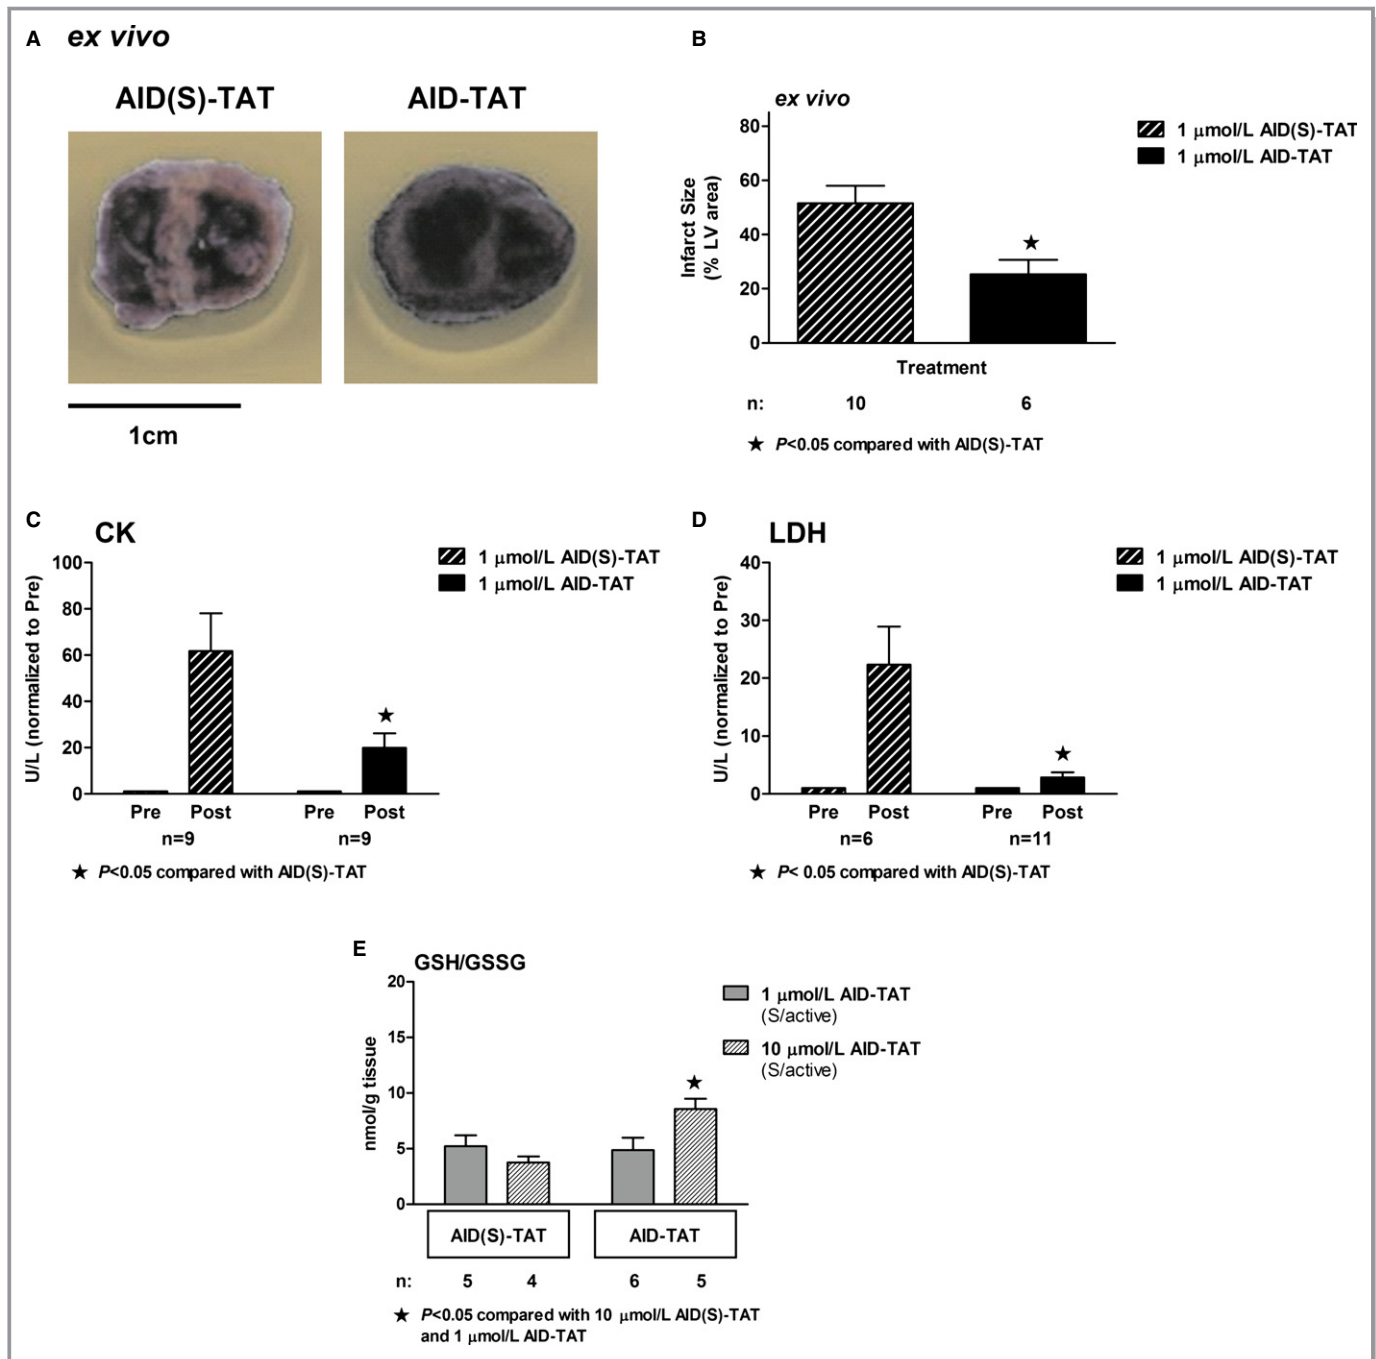 A ex vivo
AID(S)-TAT AID-TAT
1cm
B
ex vivo
1 μmol/L AID(S)-TAT
1 μmol/L AID-TAT
Infarct Size
(% LV area)
80
60
40
20
0
Treatment
n: 10 6
★ P<0.05 compared with AID(S)-TAT
C CK
1 μmol/L AID(S)-TAT
1 μmol/L AID-TAT
U/L (normalized to Pre)
100
80
60
40
20
0
Pre Post Pre Post
n=9 n=9
★ P<0.05 compared with AID(S)-TAT
D LDH
1 μmol/L AID(S)-TAT
1 μmol/L AID-TAT
U/L (normalized to Pre)
40
30
20
10
0
Pre Post Pre Post
n=6 n=11
★ P< 0.05 compared with AID(S)-TAT
E GSH/GSSG
1 μmol/L AID-TAT
(S/active)
10 μmol/L AID-TAT
(S/active)
nmol/g tissue
20
15
10
5
0
AID(S)-TAT AID-TAT
n: 5 4 6 5
★ P<0.05 compared with 10 μmol/L AID(S)-TAT
and 1 μmol/L AID-TAT